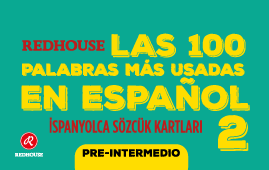 REDHOUSE LAS 100
PALABRAS MÁS USADAS
EN ESPAÑOL
İSPANYOLCA SÖZCÜK KARTLARI 2
R
REDHOUSE
PRE-INTERMEDIO